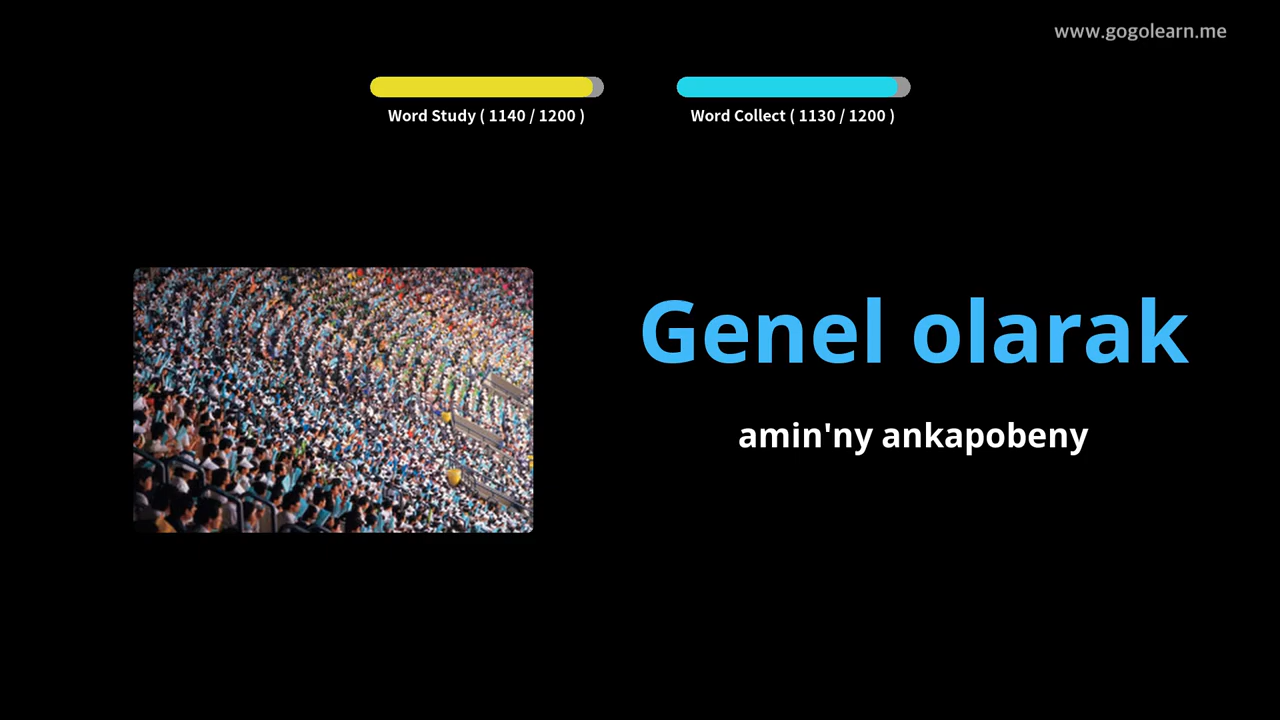 www.gogolearn.me
Word Study ( 1140 / 1200 )
Word Collect ( 1130 / 1200 )
Genel olarak
amin'ny ankapobeny